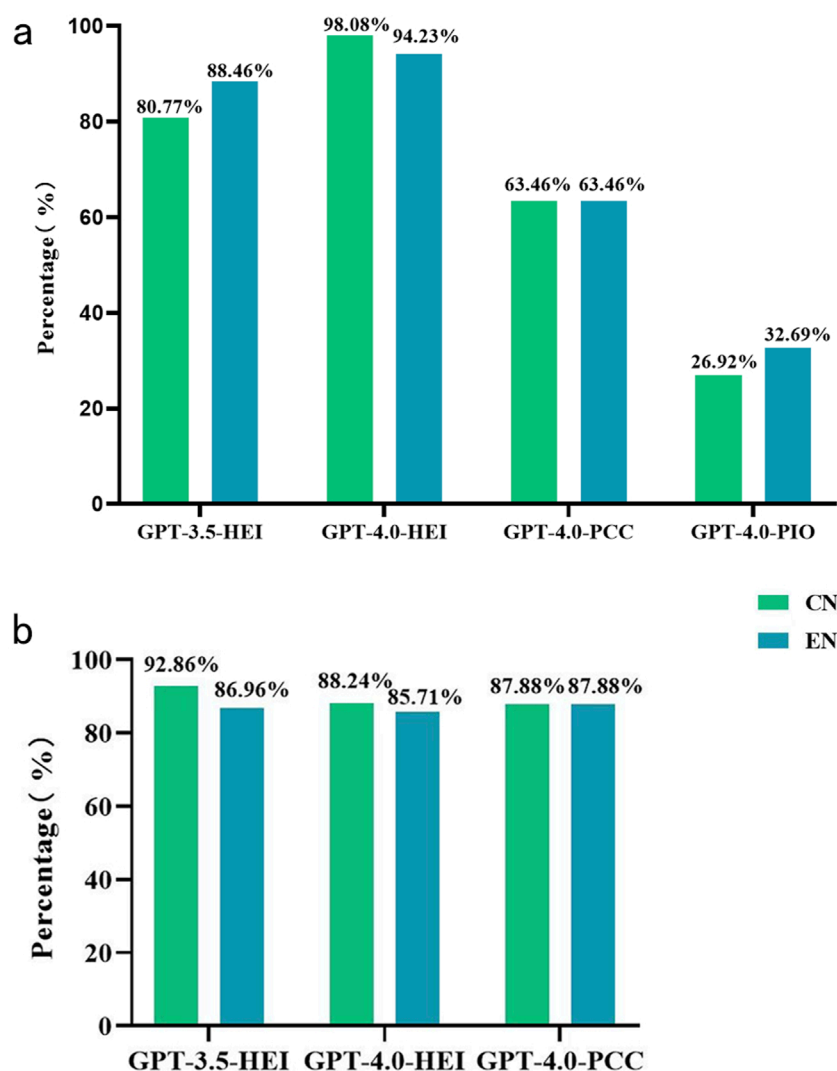 a
Percentage( %)
100
80
60
40
20
0
80.77%
88.46%
98.08%
94.23%
63.46%
63.46%
26.92%
32.69%
GPT-3.5-HEI
GPT-4.0-HEI
GPT-4.0-PCC
GPT-4.0-PIO
CN
EN
b
Percentage( %)
100
80
60
40
20
0
92.86%
86.96%
88.24%
85.71%
87.88%
87.88%
GPT-3.5-HEI
GPT-4.0-HEI
GPT-4.0-PCC